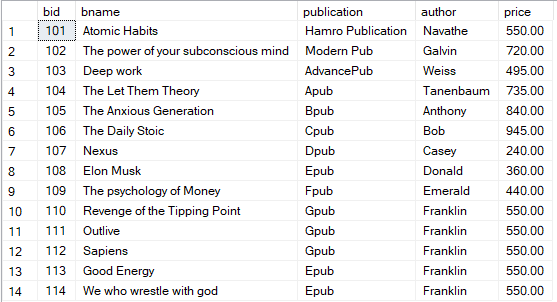 bid bname publication author price
1 101 Atomic Habits Hamro Publication Navathe 550.00
2 102 The power of your subconscious mind Modern Pub Galvin 720.00
3 103 Deep work AdvancePub Weiss 495.00
4 104 The Let Them Theory Apub Tanenbaum 735.00
5 105 The Anxious Generation Bpub Anthony 840.00
6 106 The Daily Stoic Cpub Bob 945.00
7 107 Nexus Dpub Casey 240.00
8 108 Elon Musk Epub Donald 360.00
9 109 The psychology of Money Fpub Emerald 440.00
10 110 Revenge of the Tipping Point Gpub Franklin 550.00
11 111 Outlive Gpub Franklin 550.00
12 112 Sapiens Gpub Franklin 550.00
13 113 Good Energy Epub Franklin 550.00
14 114 We who wrestle with god Epub Franklin 550.00